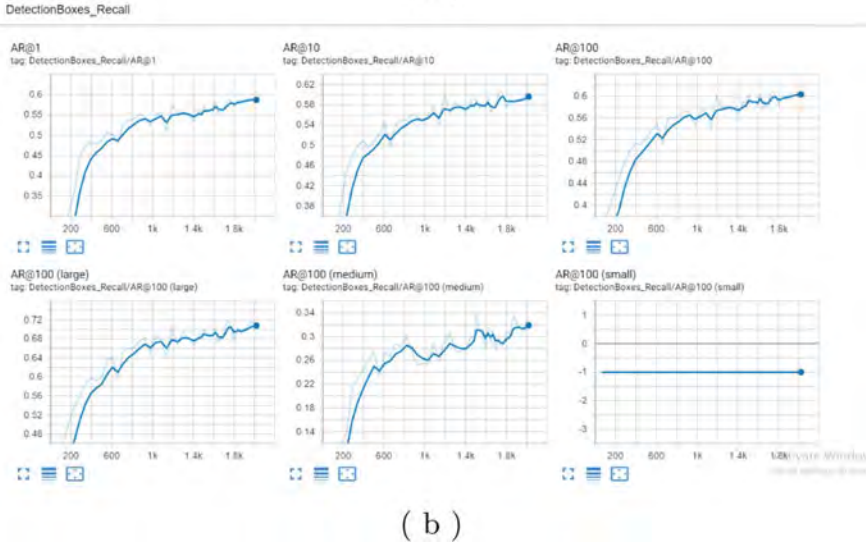 DetectionBoxes_Recall
AR@1
tag: DetectionBoxes_Recall/AR@1
0.6
0.55
0.5
0.45
0.4
0.35
200 600 1k 1.4k 1.8k
AR@10
tag: DetectionBoxes_Recall/AR@10
0.62
0.58
0.54
0.5
0.46
0.42
0.38
200 600 1k 1.4k 1.8k
AR@100
tag: DetectionBoxes_Recall/AR@100
0.6
0.56
0.52
0.48
0.44
0.4
200 600 1k 1.4k 1.8k
AR@100 (large)
tag: DetectionBoxes_Recall/AR@100 (large)
0.72
0.68
0.64
0.6
0.56
0.52
0.48
200 600 1k 1.4k 1.8k
AR@100 (medium)
tag: DetectionBoxes_Recall/AR@100 (medium)
0.34
0.3
0.26
0.22
0.18
0.14
200 600 1k 1.4k 1.8k
AR@100 (small)
tag: DetectionBoxes_Recall/AR@100 (small)
1
0
-1
-2
-3
200 600 1k 1.4k
( b )